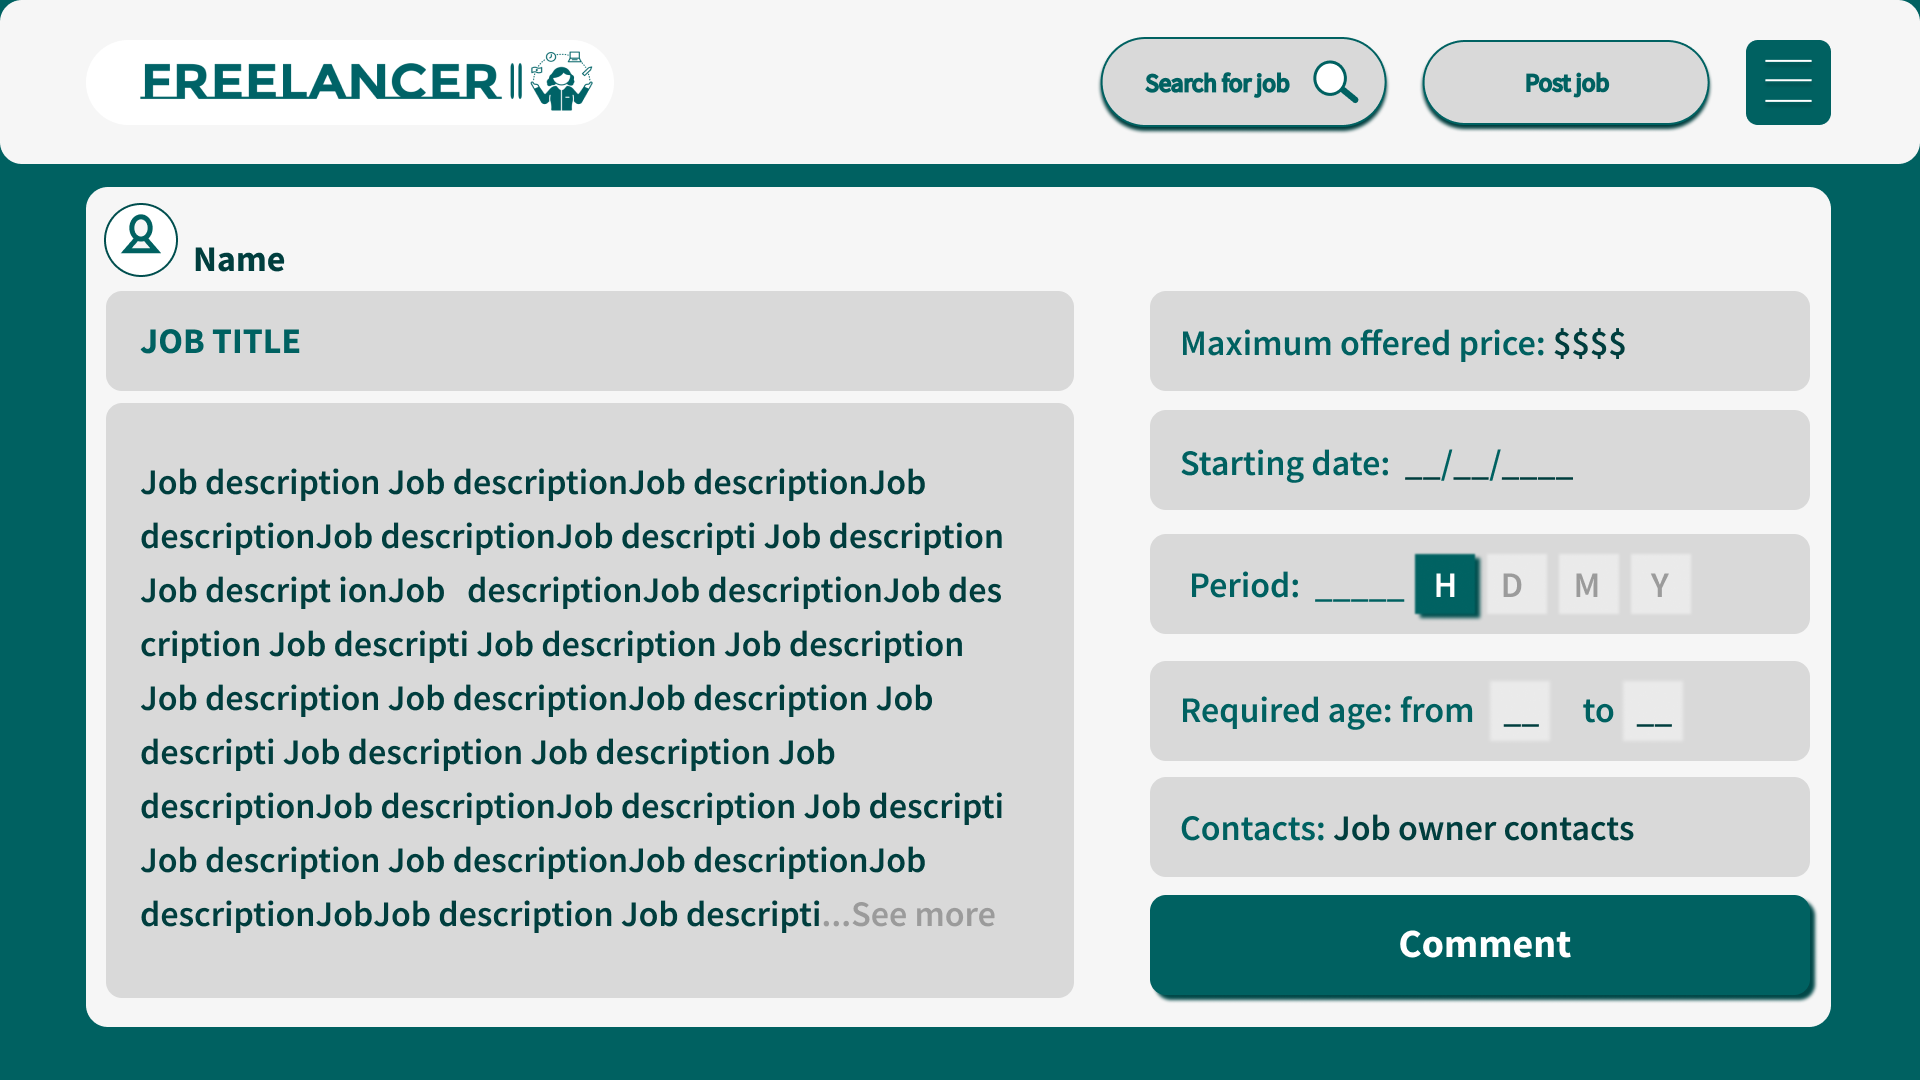 FREELANCER
Search for job
Post job
Name
JOB TITLE
Job description Job descriptionJob descriptionJob
descriptionJob descriptionJob descripti Job description
Job descript ionJob   descriptionJob descriptionJob des
cription Job descripti Job description Job description
Job description Job descriptionJob description Job
descripti Job description Job description Job
descriptionJob descriptionJob description Job descripti
Job description Job descriptionJob descriptionJob
descriptionJobJob description Job descripti...See more
Maximum offered price: $$$$
Starting date: __/__/____
Period: _____ H D M Y
Required age: from __ to __
Contacts: Job owner contacts
Comment